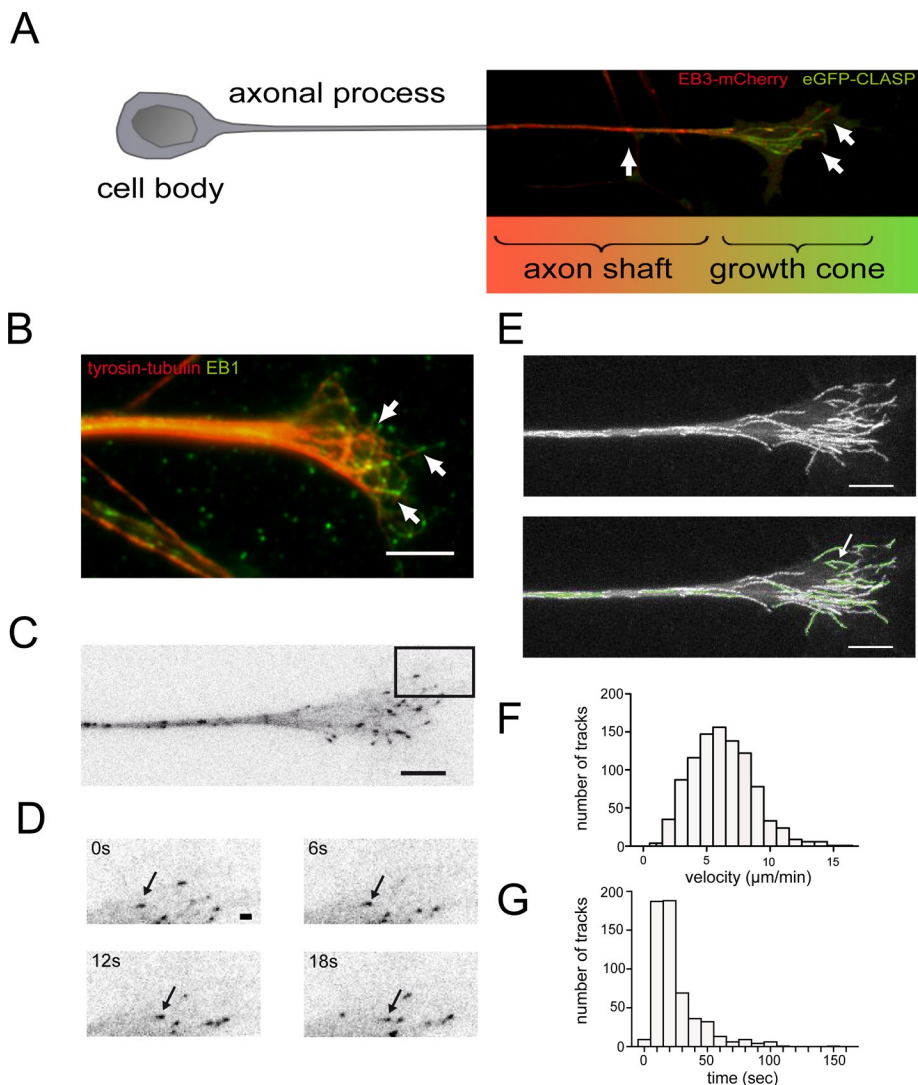 A
axonal process
cell body
EB3-mCherry eGFP-CLASP
axon shaft growth cone
B
tyrosin-tubulin EB1
C
D
0s 6s
12s 18s
E
F
number of tracks
200
150
100
50
0
0 5 10 15
velocity (μm/min)
G
number of tracks
200
150
100
50
0
0 50 100 150
time (sec)